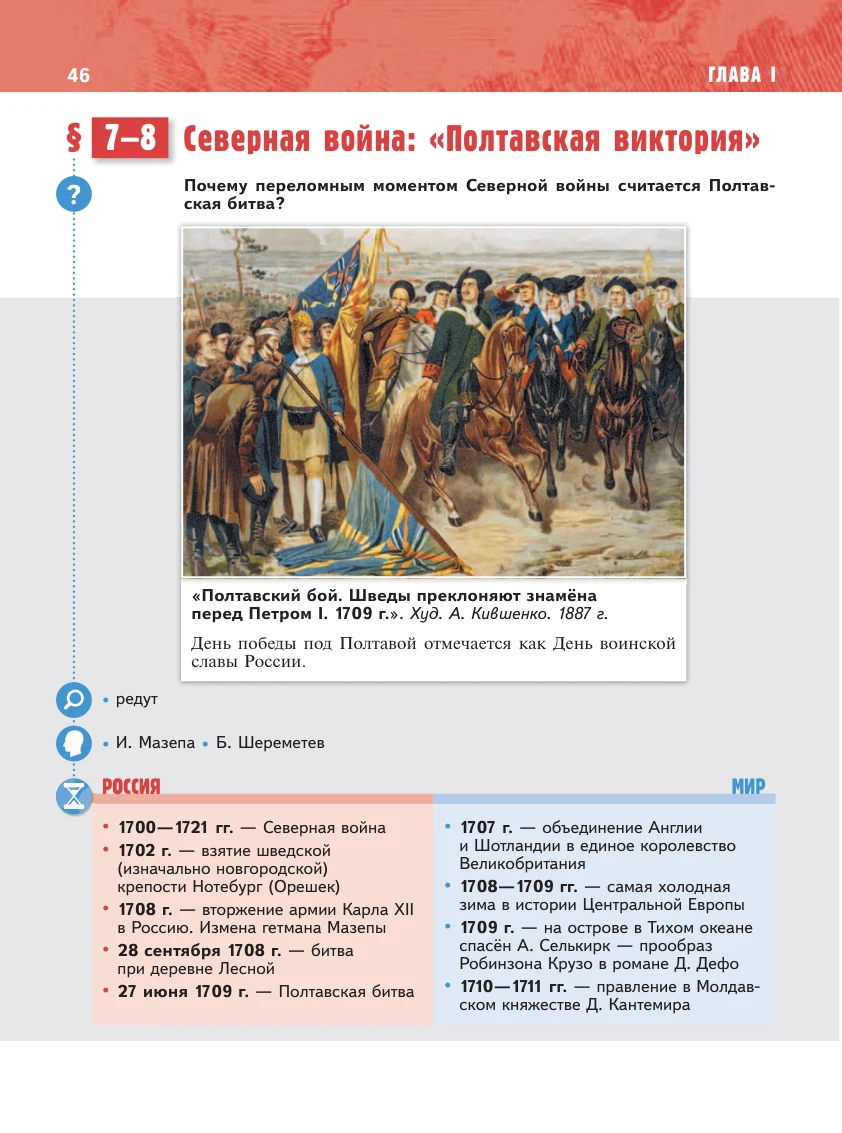 46
ГЛАВА I
§ 7—8 Северная война: «Полтавская виктория»
?
Почему переломным моментом Северной войны считается Полтав-
ская битва?
«Полтавский бой. Шведы преклоняют знамёна
перед Петром I. 1709 г.». Худ. А. Кившенко. 1887 г.
День победы под Полтавой отмечается как День воинской
славы России.
• редут
• И. Мазепа • Б. Шереметев
РОССИЯ
• 1700—1721 гг. — Северная война
• 1702 г. — взятие шведской
(изначально новгородской)
крепости Нотебург (Орешек)
• 1708 г. — вторжение армии Карла XII
в Россию. Измена гетмана Мазепы
• 28 сентября 1708 г. — битва
при деревне Лесной
• 27 июня 1709 г. — Полтавская битва
МИР
• 1707 г. — объединение Англии
и Шотландии в единое королевство
Великобритания
• 1708—1709 гг. — самая холодная
зима в истории Центральной Европы
• 1709 г. — на острове в Тихом океане
спасён А. Селькирк — прообраз
Робинзона Крузо в романе Д. Дефо
• 1710—1711 гг. — правление в Молдав-
ском княжестве Д. Кантемира